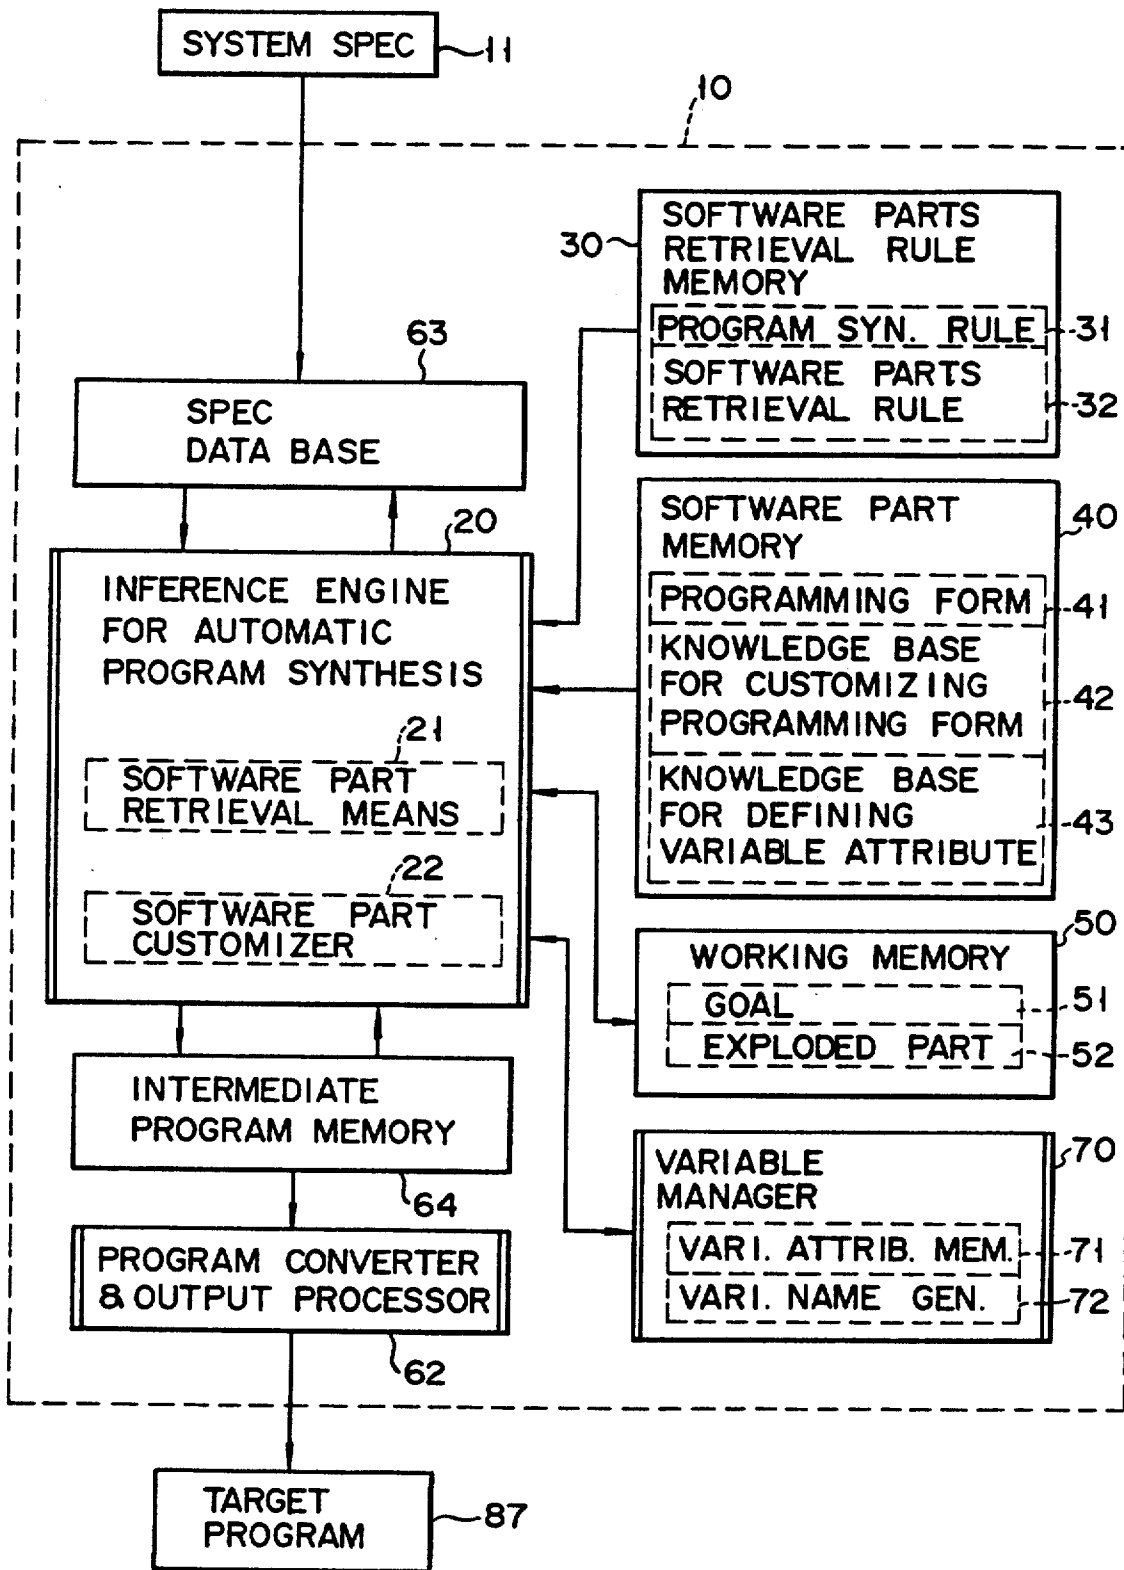 SYSTEM SPEC
11
10
30
SOFTWARE PARTS
RETRIEVAL RULE
MEMORY
PROGRAM SYN. RULE
31
SOFTWARE PARTS
RETRIEVAL RULE
32
63
SPEC
DATA BASE
20
INFERENCE ENGINE
FOR AUTOMATIC
PROGRAM SYNTHESIS
21
SOFTWARE PART
RETRIEVAL MEANS
22
SOFTWARE PART
CUSTOMIZER
SOFTWARE PART
MEMORY
40
PROGRAMMING FORM
41
KNOWLEDGE BASE
FOR CUSTOMIZING
PROGRAMMING FORM
42
KNOWLEDGE BASE
FOR DEFINING
VARIABLE ATTRIBUTE
43
50
WORKING MEMORY
GOAL
51
EXPLODED PART
52
INTERMEDIATE
PROGRAM MEMORY
64
VARIABLE
MANAGER
70
VARI. ATTRIB. MEM.
71
VARI. NAME GEN.
72
PROGRAM CONVERTER
& OUTPUT PROCESSOR
62
TARGET
PROGRAM
87